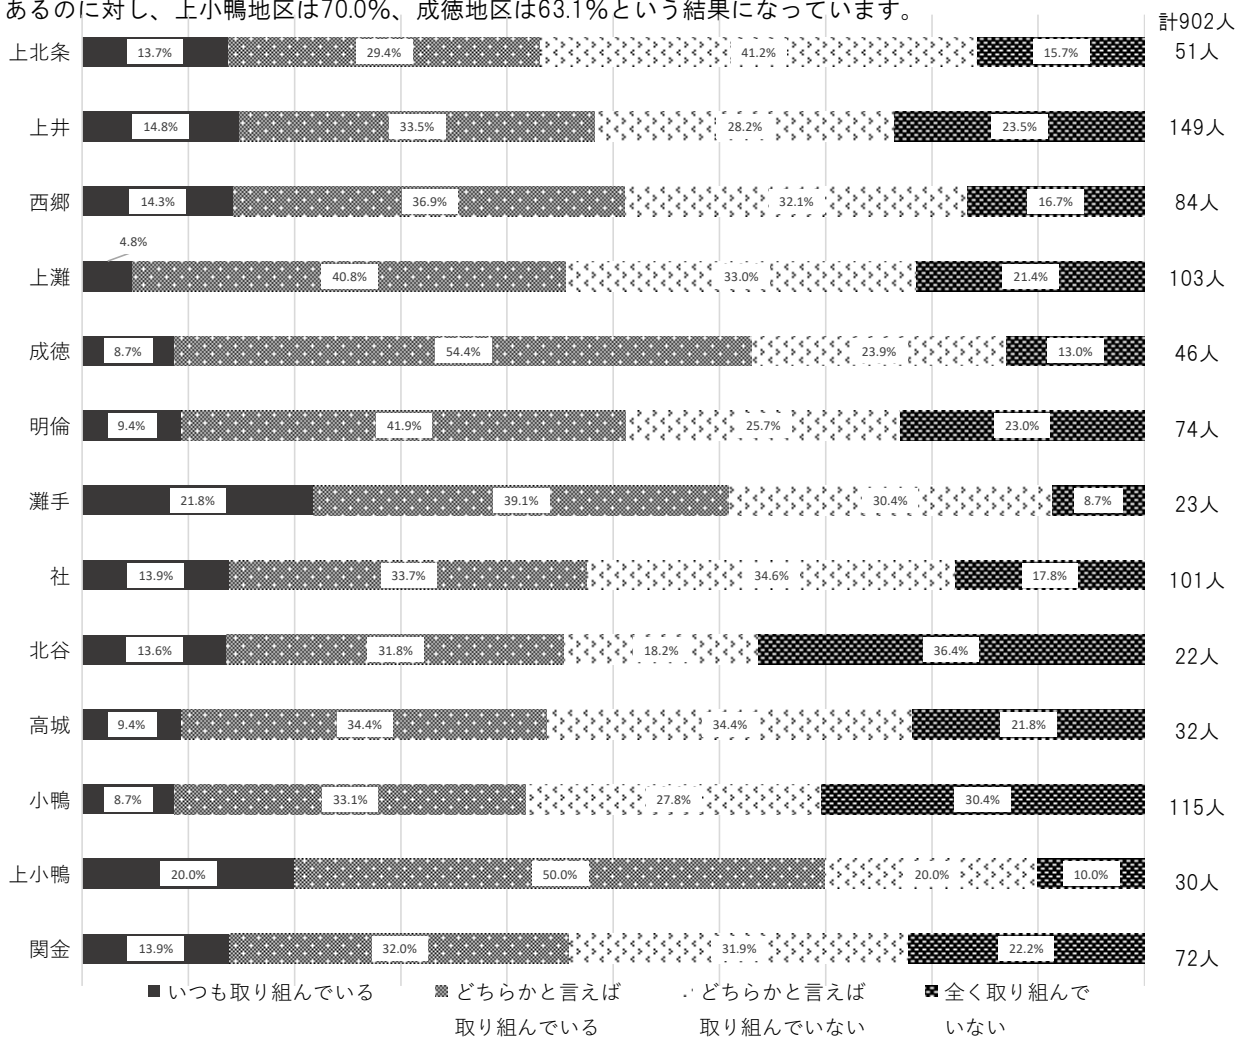 あるのに対し、上小鴨地区は70.0%、成徳地区は63.1%という結果になっています。
計902人
上北条 13.7% 29.4% 41.2% 15.7% 51人
上井 14.8% 33.5% 28.2% 23.5% 149人
西郷 14.3% 36.9% 32.1% 16.7% 84人
4.8%
上灘 40.8% 33.0% 21.4% 103人
成徳 8.7% 54.4% 23.9% 13.0% 46人
明倫 9.4% 41.9% 25.7% 23.0% 74人
灘手 21.8% 39.1% 30.4% 8.7% 23人
社 13.9% 33.7% 34.6% 17.8% 101人
北谷 13.6% 31.8% 18.2% 36.4% 22人
高城 9.4% 34.4% 34.4% 21.8% 32人
小鴨 8.7% 33.1% 27.8% 30.4% 115人
上小鴨 20.0% 50.0% 20.0% 10.0% 30人
関金 13.9% 32.0% 31.9% 22.2% 72人
いつも取り組んでいる どちらかと言えば どちらかと言えば 全く取り組んで
取り組んでいる 取り組んでいない いない